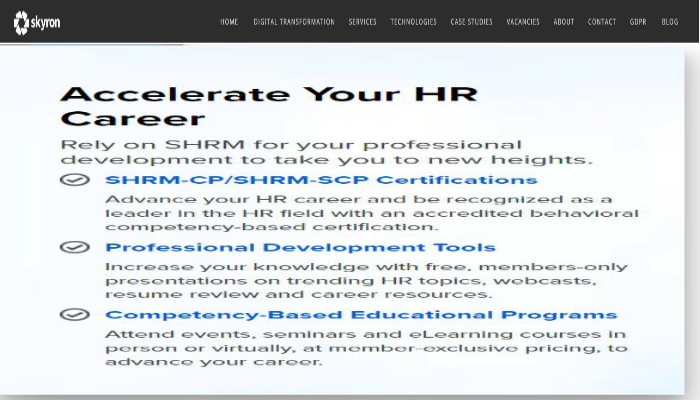 skyron
HOME DIGITAL TRANSFORMATION SERVICES TECHNOLOGIES CASE STUDIES VACANCIES ABOUT CONTACT GDPR BLOG
Accelerate Your HR
Career
Rely on SHRM for your professional
development to take you to new heights.
SHRM-CP/SHRM-SCP Certifications
Advance your HR career and be recognized as a
leader in the HR field with an accredited behavioral
competency-based certification.
Professional Development Tools
Increase your knowledge with free, members-only
presentations on trending HR topics, webcasts,
resume review and career resources.
Competency-Based Educational Programs
Attend events, seminars and eLearning courses in
person or virtually, at member-exclusive pricing, to
advance your career.